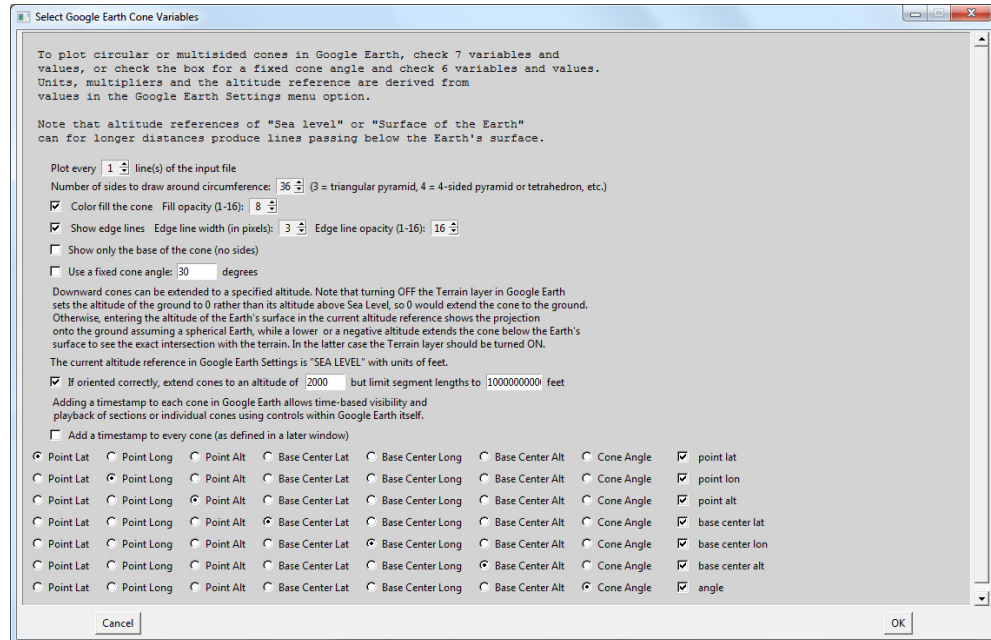 Select Google Earth Cone Variables
To plot circular or multisided cones in Google Earth, check 7 variables and
values, or check the box for a fixed cone angle and check 6 variables and values.
Units, multipliers and the altitude reference are derived from
values in the Google Earth Settings menu option.
Note that altitude references of "Sea level" or "Surface of the Earth"
can for longer distances produce lines passing below the Earth's surface.
Plot every 1 line(s) of the input file
Number of sides to draw around circumference: 36 (3 = triangular pyramid, 4 = 4-sided pyramid or tetrahedron, etc.)
Color fill the cone Fill opacity (1-16): 8
Show edge lines Edge line width (in pixels): 3 Edge line opacity (1-16): 16
Show only the base of the cone (no sides)
Use a fixed cone angle: 30 degrees
Downward cones can be extended to a specified altitude. Note that turning OFF the Terrain layer in Google Earth
sets the altitude of the ground to 0 rather than its altitude above Sea Level, so 0 would extend the cone to the ground.
Otherwise, entering the altitude of the Earth's surface in the current altitude reference shows the projection
onto the ground assuming a spherical Earth, while a lower or a negative altitude extends the cone below the Earth's
surface to see the exact intersection with the terrain. In the latter case the Terrain layer should be turned ON.
The current altitude reference in Google Earth Settings is "SEA LEVEL" with units of feet.
If oriented correctly, extend cones to an altitude of 2000 but limit segment lengths to 1000000000 feet
Adding a timestamp to each cone in Google Earth allows time-based visibility and
playback of sections or individual cones using controls within Google Earth itself.
Add a timestamp to every cone (as defined in a later window)
Point Lat Point Long Point Alt Base Center Lat Base Center Long Base Center Alt Cone Angle point lat
Point Lat Point Long Point Alt Base Center Lat Base Center Long Base Center Alt Cone Angle point lon
Point Lat Point Long Point Alt Base Center Lat Base Center Long Base Center Alt Cone Angle point alt
Point Lat Point Long Point Alt Base Center Lat Base Center Long Base Center Alt Cone Angle base center lat
Point Lat Point Long Point Alt Base Center Lat Base Center Long Base Center Alt Cone Angle base center lon
Point Lat Point Long Point Alt Base Center Lat Base Center Long Base Center Alt Cone Angle base center alt
Point Lat Point Long Point Alt Base Center Lat Base Center Long Base Center Alt Cone Angle angle
Cancel OK